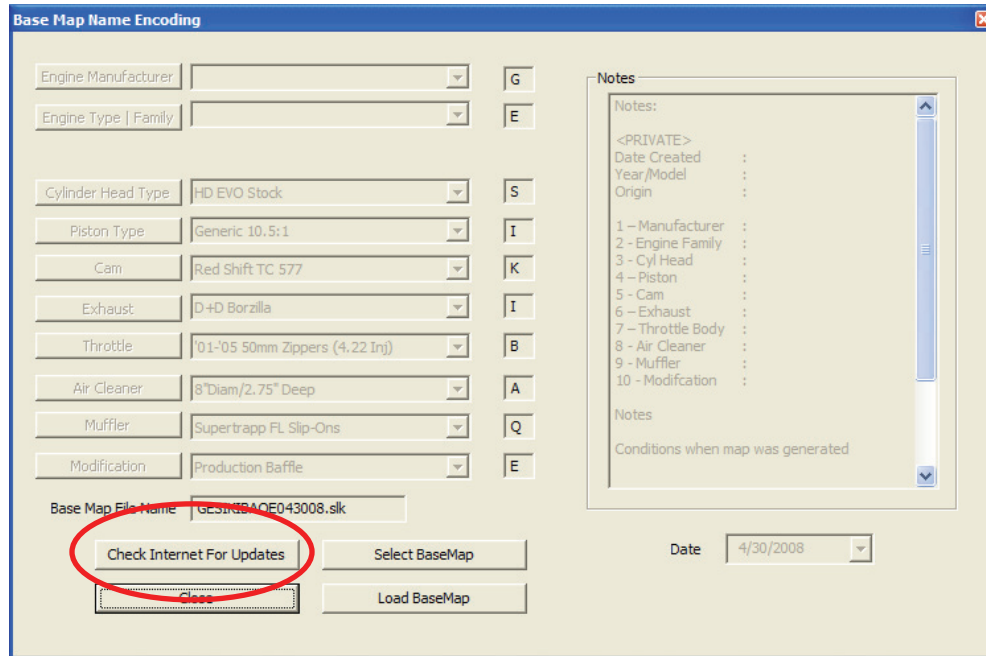 Base Map Name Encoding
Engine Manufacturer G
Engine Type | Family E
Cylinder Head Type HD EVO Stock S
Piston Type Generic 10.5:1 I
Cam Red Shift TC 577 K
Exhaust D+D Borzilla I
Throttle '01-'05 50mm Zippers (4.22 Inj) B
Air Cleaner 8"Diam/2.75" Deep A
Muffler Supertrapp FL Slip-Ons Q
Modification Production Baffle E
Base Map File Name GESIKIBAQE043008.slk
Check Internet For Updates Select BaseMap
Close Load BaseMap
Notes
Notes:
<PRIVATE>
Date Created :
Year/Model :
Origin :
1 – Manufacturer :
2 - Engine Family :
3 - Cyl Head :
4 – Piston :
5 - Cam :
6 – Exhaust :
7 – Throttle Body :
8 - Air Cleaner :
9 - Muffler :
10 - Modifcation :
Notes
Conditions when map was generated
Date 4/30/2008